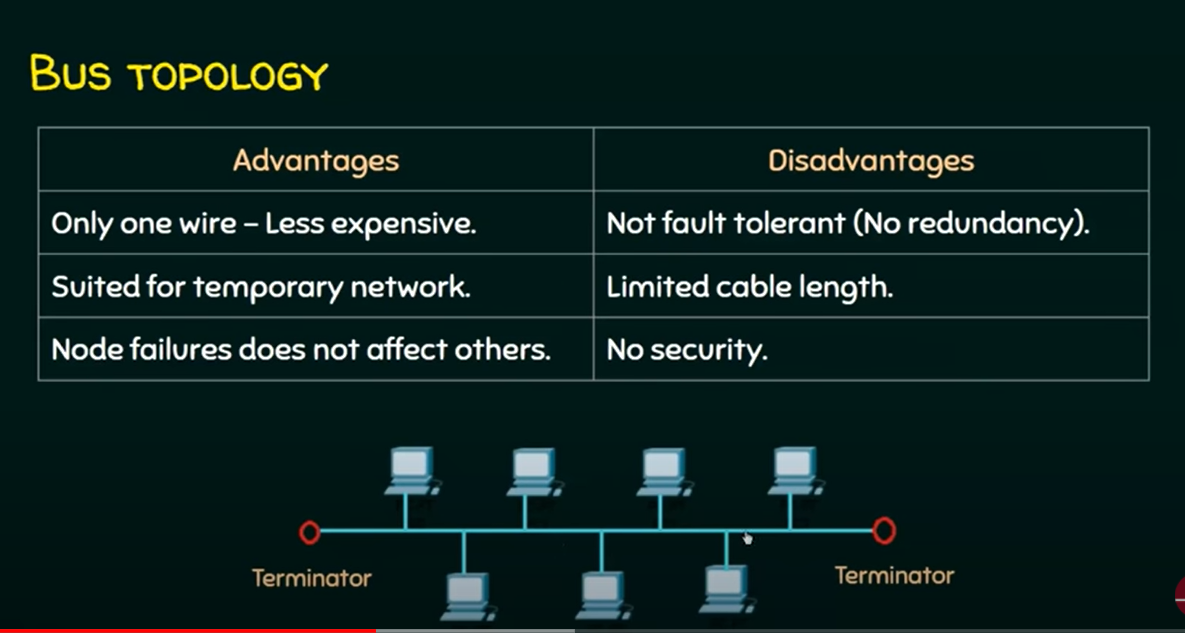 Bus topology
Advantages
Disadvantages
Only one wire – Less expensive.
Not fault tolerant (No redundancy).
Suited for temporary network.
Limited cable length.
Node failures does not affect others.
No security.
Terminator
Terminator